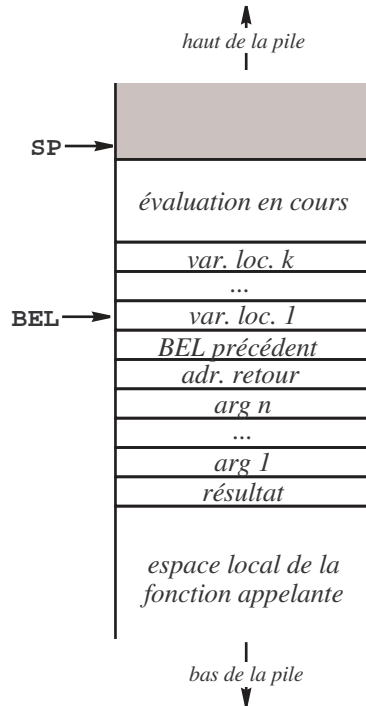 haut de la pile
SP
évaluation en cours
var. loc. k
...
BEL
var. loc. 1
BEL précédent
adr. retour
arg n
...
arg 1
résultat
espace local de la
fonction appelante
bas de la pile